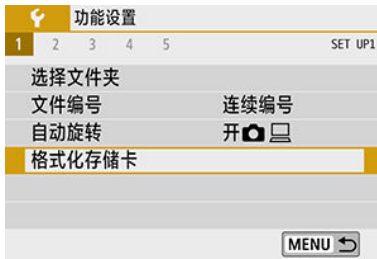 功能设置
1 2 3 4 5 SET UP1
选择文件夹
文件编号 连续编号
自动旋转 开
格式化存储卡
MENU